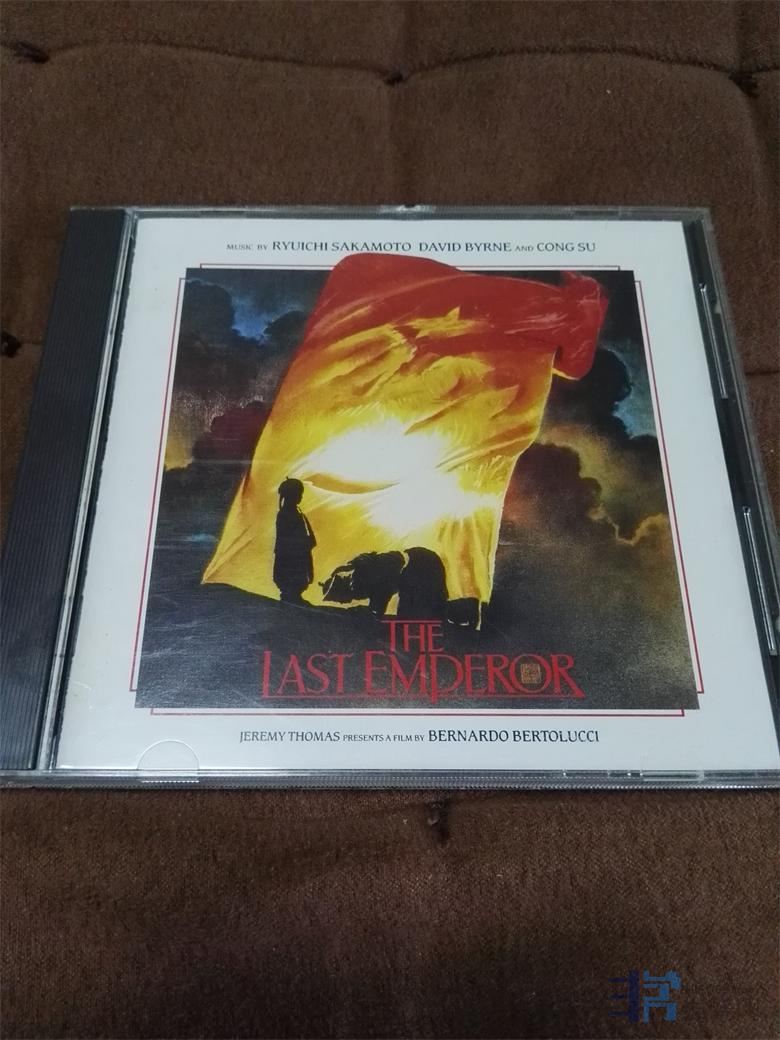 MUSIC BY RYUICHI SAKAMOTO DAVID BYRNE AND CONG SU
THE
LAST EMPEROR
JEREMY THOMAS PRESENTS A FILM BY BERNARDO BERTOLUCCI